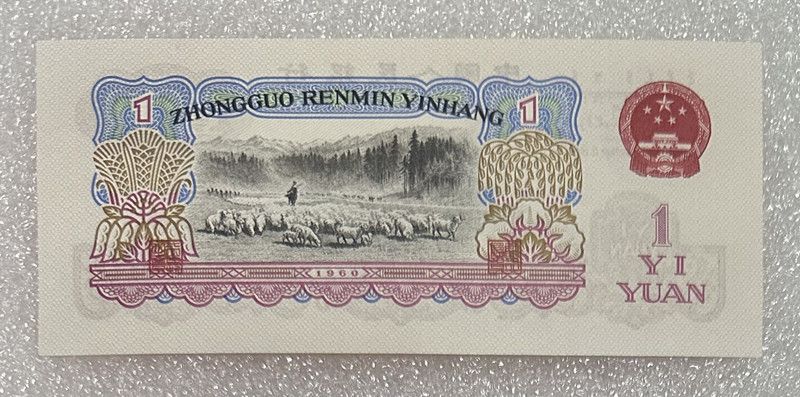 1 ZHONGGUO RENMIN YINHANG 1
1960
1
YI
YUAN